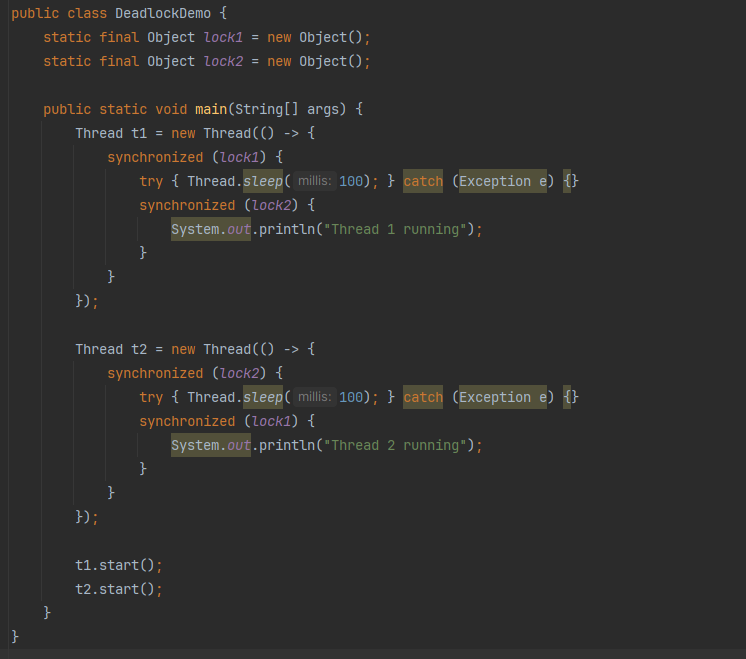 public class DeadlockDemo {
    static final Object lock1 = new Object();
    static final Object lock2 = new Object();

    public static void main(String[] args) {
        Thread t1 = new Thread(() -> {
            synchronized (lock1) {
                try { Thread.sleep( millis: 100); } catch (Exception e) {}
                synchronized (lock2) {
                    System.out.println("Thread 1 running");
                }
            }
        });

        Thread t2 = new Thread(() -> {
            synchronized (lock2) {
                try { Thread.sleep( millis: 100); } catch (Exception e) {}
                synchronized (lock1) {
                    System.out.println("Thread 2 running");
                }
            }
        });

        t1.start();
        t2.start();
    }
}